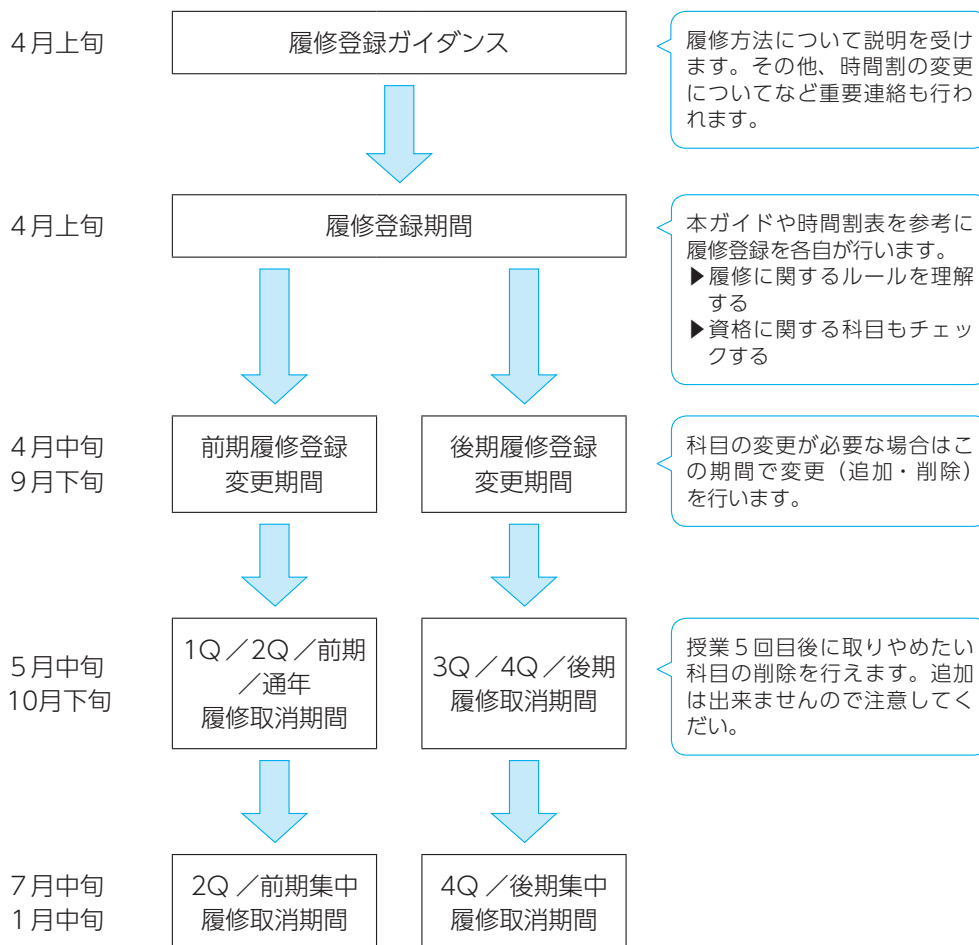 4月上旬
履修登録ガイダンス
履修方法について説明を受け
ます。その他、時間割の変更
についてなど重要連絡も行わ
れます。
4月上旬
履修登録期間
本ガイドや時間割表を参考に
履修登録を各自が行います。
▶履修に関するルールを理解
する
▶資格に関する科目もチェッ
クする
4月中旬
9月下旬
前期履修登録
変更期間
後期履修登録
変更期間
科目の変更が必要な場合はこ
の期間で変更（追加・削除）
を行います。
5月中旬
10月下旬
1Q／2Q／前期
／通年
履修取消期間
3Q／4Q／後期
履修取消期間
授業5回目後に取りやめたい
科目の削除を行えます。追加
は出来ませんので注意してく
だい。
7月中旬
1月中旬
2Q／前期集中
履修取消期間
4Q／後期集中
履修取消期間